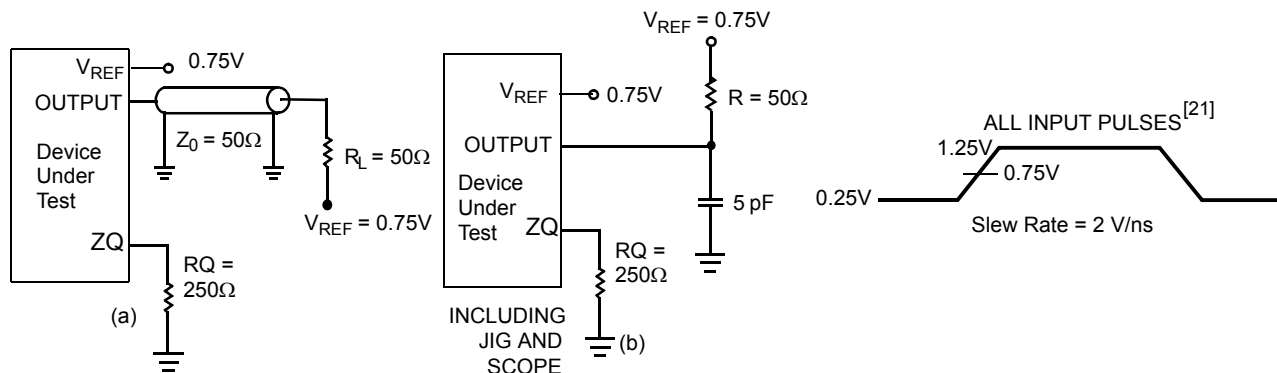 V_REF 0.75V
OUTPUT
Z_0 = 50Ω
Device
Under
Test
R_L = 50Ω
V_REF = 0.75V
ZQ
RQ =
250Ω
(a)
V_REF = 0.75V
V_REF 0.75V
R = 50Ω
OUTPUT
Device
Under
Test
5 pF
ZQ
RQ =
250Ω
INCLUDING
JIG AND
SCOPE
(b)
ALL INPUT PULSES[21]
1.25V
0.75V
0.25V
Slew Rate = 2 V/ns